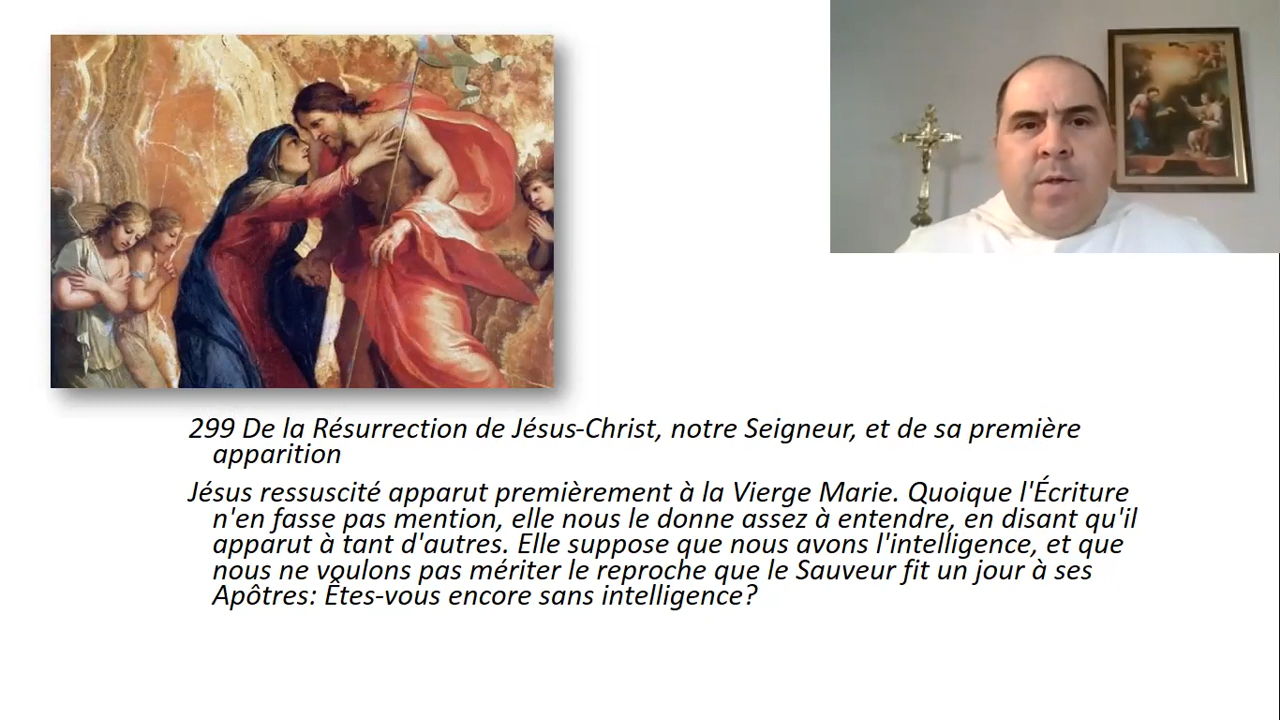 299 De la Résurrection de Jésus-Christ, notre Seigneur, et de sa première
apparition
Jésus ressuscité apparut premièrement à la Vierge Marie. Quoique l'Écriture
n'en fasse pas mention, elle nous le donne assez à entendre, en disant qu'il
apparut à tant d'autres. Elle suppose que nous avons l'intelligence, et que
nous ne voulons pas mériter le reproche que le Sauveur fit un jour à ses
Apôtres: Êtes-vous encore sans intelligence?